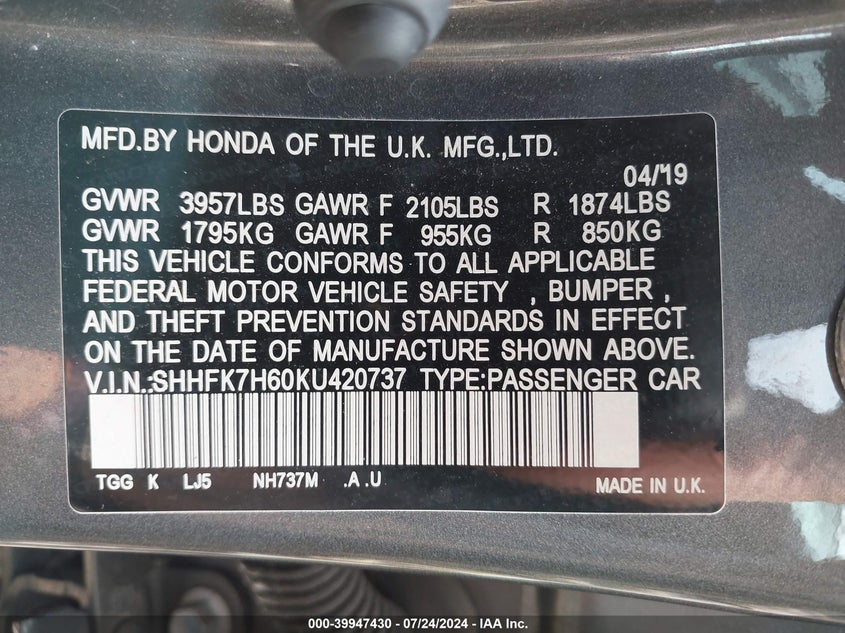 MFD.BY HONDA OF THE U.K. MFG.,LTD.
04/19
GVWR 3957LBS GAWR F 2105LBS R 1874LBS
GVWR 1795KG GAWR F 955KG R 850KG
THIS VEHICLE CONFORMS TO ALL APPLICABLE
FEDERAL MOTOR VEHICLE SAFETY , BUMPER ,
AND THEFT PREVENTION STANDARDS IN EFFECT
ON THE DATE OF MANUFACTURE SHOWN ABOVE.
V.I.N.:SHHFK7H60KU420737 TYPE:PASSENGER CAR
TGG K LJ5 NH737M .A .U MADE IN U.K.
000-39947430 / 07/24/2024 - IAA Inc.